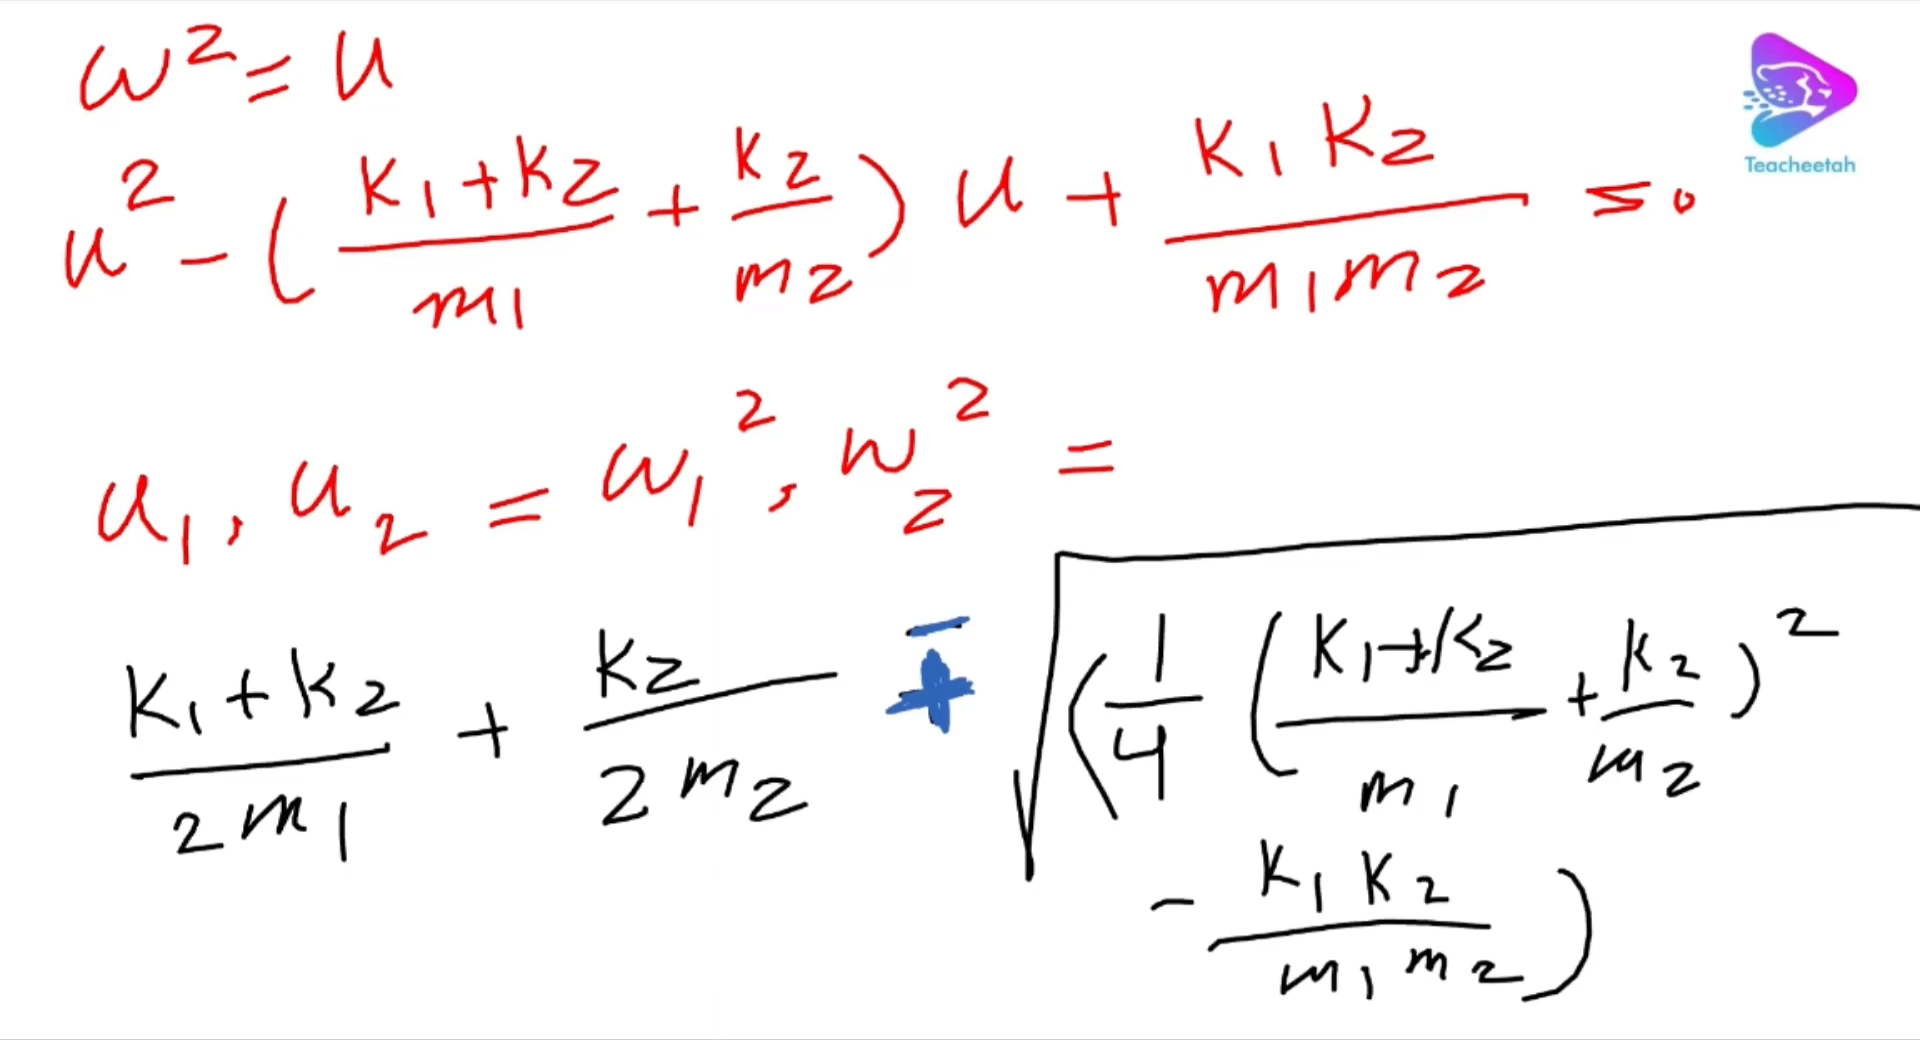 ω² = u
Teacheetah
u² - ( (k₁+k₂)/m₁ + k₂/m₂ ) u + k₁k₂/(m₁m₂) = 0
u₁, u₂ = ω₁², ω₂² =
(k₁+k₂)/(2m₁) + k₂/(2m₂) ∓ √( ( 1/4 ( (k₁+k₂)/m₁ + k₂/m₂ )²
- k₁k₂/(m₁m₂) )